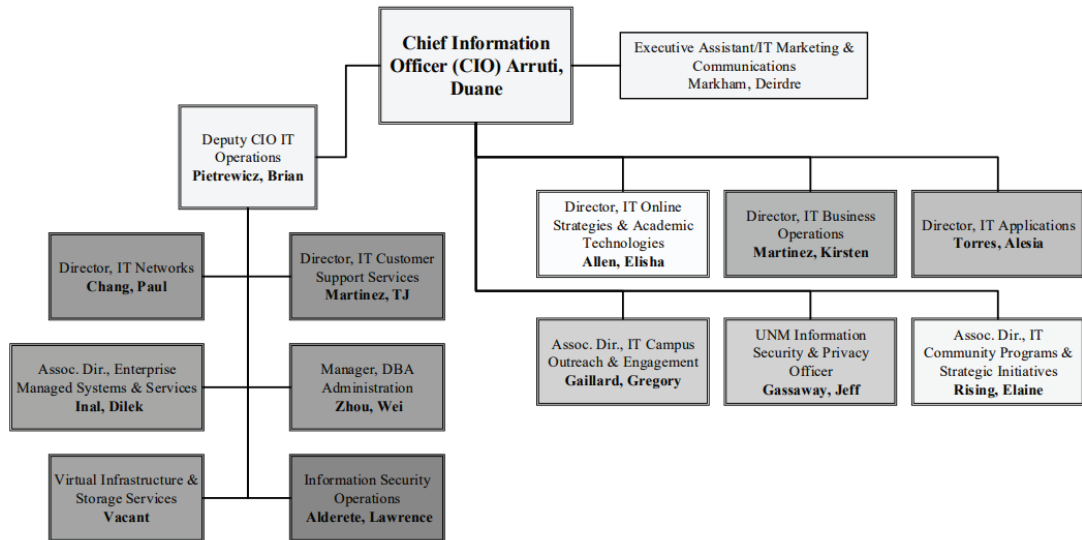 Chief Information
Officer (CIO) Arruti,
Duane
Executive Assistant/IT Marketing &
Communications
Markham, Deirdre
Deputy CIO IT
Operations
Pietrewicz, Brian
Director, IT Online
Strategies & Academic
Technologies
Allen, Elisha
Director, IT Business
Operations
Martinez, Kirsten
Director, IT Applications
Torres, Alesia
Director, IT Networks
Chang, Paul
Director, IT Customer
Support Services
Martinez, TJ
Assoc. Dir., IT Campus
Outreach & Engagement
Gaillard, Gregory
UNM Information
Security & Privacy
Officer
Gassaway, Jeff
Assoc. Dir., IT
Community Programs &
Strategic Initiatives
Rising, Elaine
Assoc. Dir., Enterprise
Managed Systems & Services
Inal, Dilek
Manager, DBA
Administration
Zhou, Wei
Virtual Infrastructure &
Storage Services
Vacant
Information Security
Operations
Alderete, Lawrence